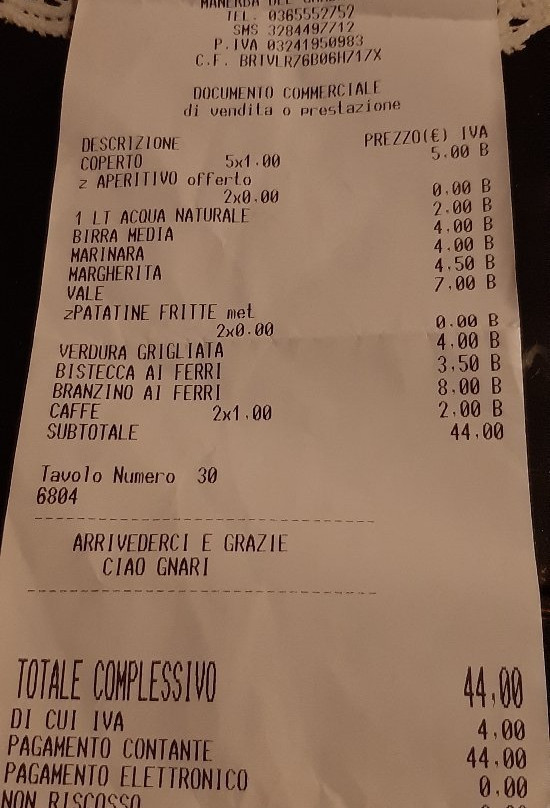 MANERBA DEL
TEL. 0365552752
SMS 3284497712
P.IVA 03241950983
C.F. BRIVLR76B06H717X
DOCUMENTO COMMERCIALE
di vendita o prestazione
DESCRIZIONE PREZZO(€) IVA
COPERTO 5x1.00 5.00 B
z APERITIVO offerto
2x0.00 0.00 B
1 LT ACQUA NATURALE 2.00 B
BIRRA MEDIA 4.00 B
MARINARA 4.00 B
MARGHERITA 4.50 B
VALE 7.00 B
zPATATINE FRITTE met
2x0.00 0.00 B
VERDURA GRIGLIATA 4.00 B
BISTECCA AI FERRI 3.50 B
BRANZINO AI FERRI 8.00 B
CAFFE 2x1.00 2.00 B
SUBTOTALE 44.00
Tavolo Numero 30
6804
ARRIVEDERCI E GRAZIE
CIAO GNARI
TOTALE COMPLESSIVO 44,00
DI CUI IVA 4.00
PAGAMENTO CONTANTE 44.00
PAGAMENTO ELETTRONICO 0.00
NON RISCOSSO